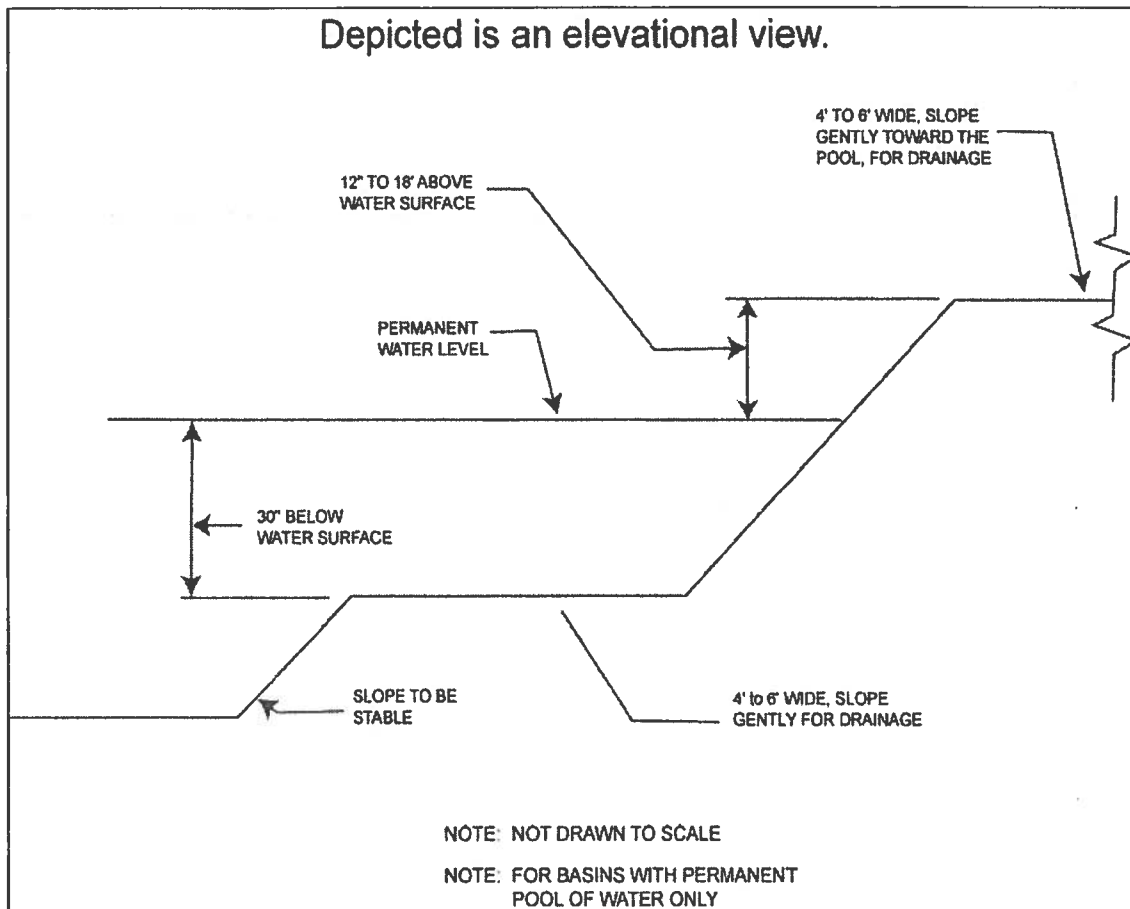 Depicted is an elevational view.
4' TO 6' WIDE, SLOPE
GENTLY TOWARD THE
POOL, FOR DRAINAGE
12" TO 18' ABOVE
WATER SURFACE
PERMANENT
WATER LEVEL
30" BELOW
WATER SURFACE
SLOPE TO BE
STABLE
4' to 6' WIDE, SLOPE
GENTLY FOR DRAINAGE
NOTE: NOT DRAWN TO SCALE
NOTE: FOR BASINS WITH PERMANENT
POOL OF WATER ONLY